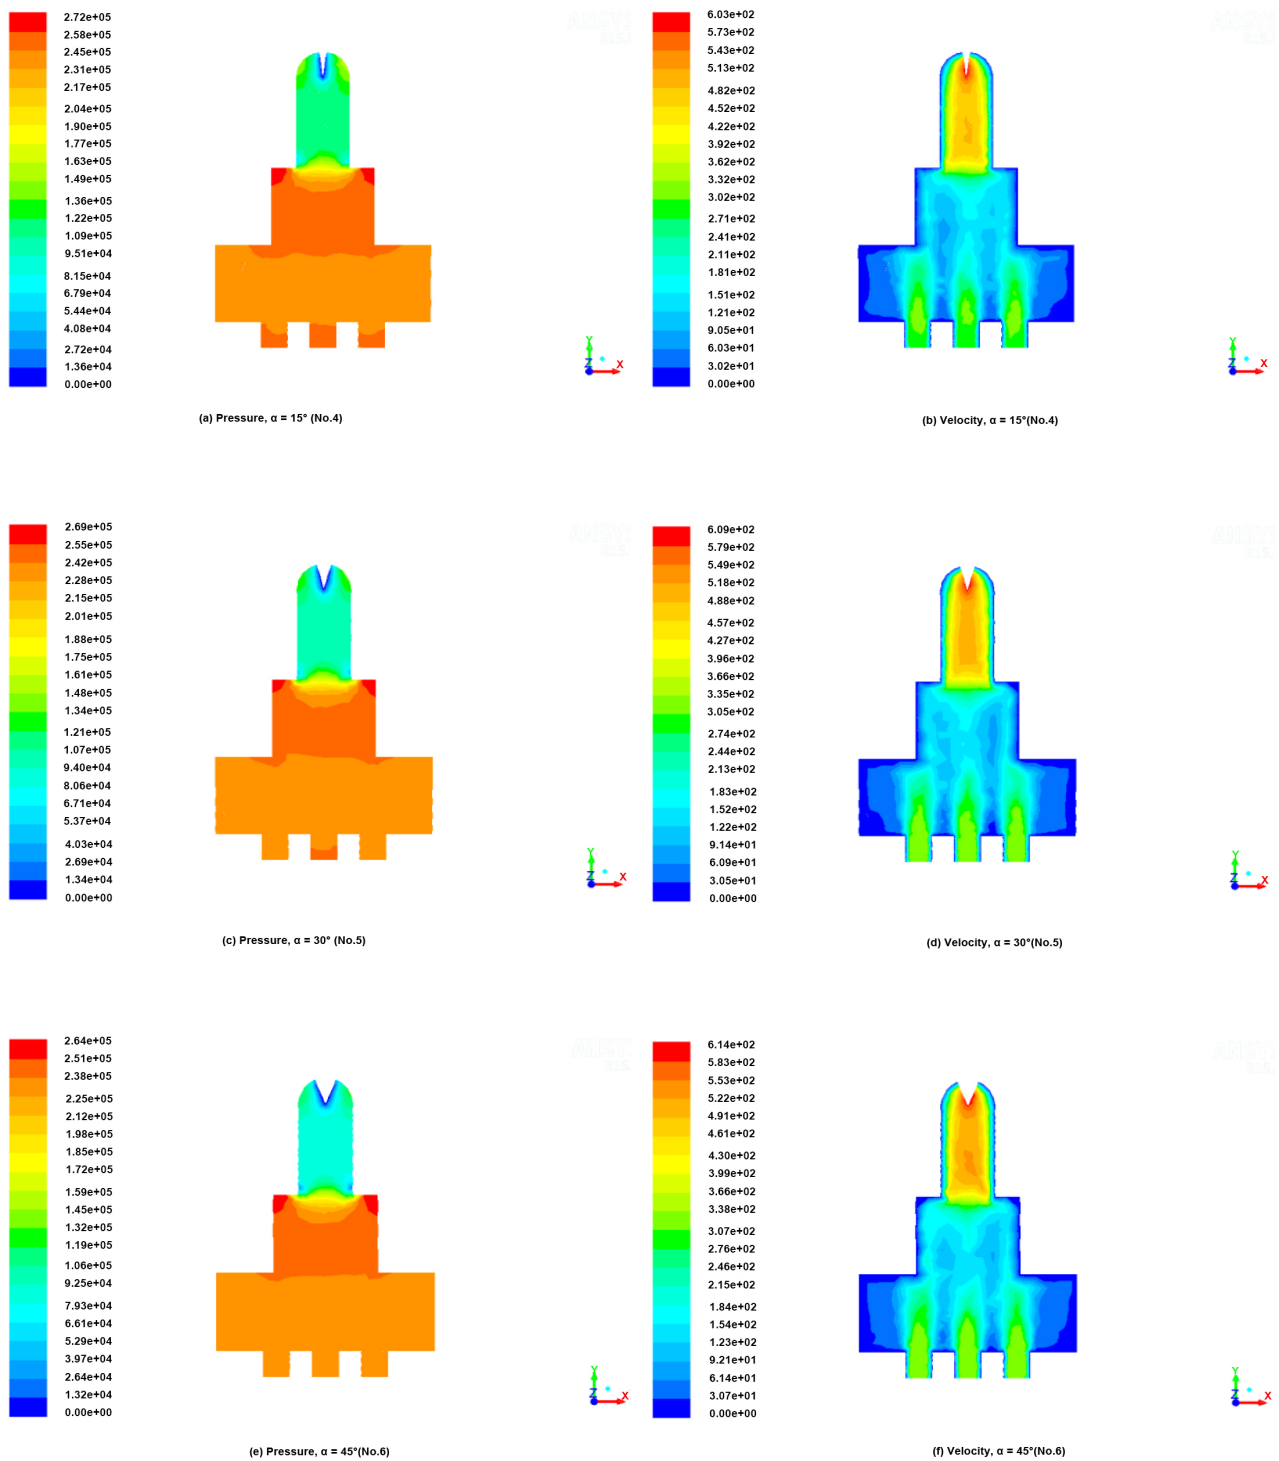 2.72e+05
2.58e+05
2.45e+05
2.31e+05
2.17e+05
2.04e+05
1.90e+05
1.77e+05
1.63e+05
1.49e+05
1.36e+05
1.22e+05
1.09e+05
9.51e+04
8.15e+04
6.79e+04
5.44e+04
4.08e+04
2.72e+04
1.36e+04
0.00e+00
Y
Z
X
(a) Pressure, α = 15° (No.4)
6.03e+02
5.73e+02
5.43e+02
5.13e+02
4.82e+02
4.52e+02
4.22e+02
3.92e+02
3.62e+02
3.32e+02
3.02e+02
2.71e+02
2.41e+02
2.11e+02
1.81e+02
1.51e+02
1.21e+02
9.05e+01
6.03e+01
3.02e+01
0.00e+00
Y
Z
X
(b) Velocity, α = 15°(No.4)
2.69e+05
2.55e+05
2.42e+05
2.28e+05
2.15e+05
2.01e+05
1.88e+05
1.75e+05
1.61e+05
1.48e+05
1.34e+05
1.21e+05
1.07e+05
9.40e+04
8.06e+04
6.71e+04
5.37e+04
4.03e+04
2.69e+04
1.34e+04
0.00e+00
Y
Z
X
(c) Pressure, α = 30° (No.5)
6.09e+02
5.79e+02
5.49e+02
5.18e+02
4.88e+02
4.57e+02
4.27e+02
3.96e+02
3.66e+02
3.35e+02
3.05e+02
2.74e+02
2.44e+02
2.13e+02
1.83e+02
1.52e+02
1.22e+02
9.14e+01
6.09e+01
3.05e+01
0.00e+00
Y
Z
X
(d) Velocity, α = 30°(No.5)
2.64e+05
2.51e+05
2.38e+05
2.25e+05
2.12e+05
1.98e+05
1.85e+05
1.72e+05
1.59e+05
1.45e+05
1.32e+05
1.19e+05
1.06e+05
9.25e+04
7.93e+04
6.61e+04
5.29e+04
3.97e+04
2.64e+04
1.32e+04
0.00e+00
Y
Z
X
(e) Pressure, α = 45°(No.6)
6.14e+02
5.83e+02
5.53e+02
5.22e+02
4.91e+02
4.61e+02
4.30e+02
3.99e+02
3.66e+02
3.38e+02
3.07e+02
2.76e+02
2.46e+02
2.15e+02
1.84e+02
1.54e+02
1.23e+02
9.21e+01
6.14e+01
3.07e+01
0.00e+00
Y
Z
X
(f) Velocity, α = 45°(No.6)